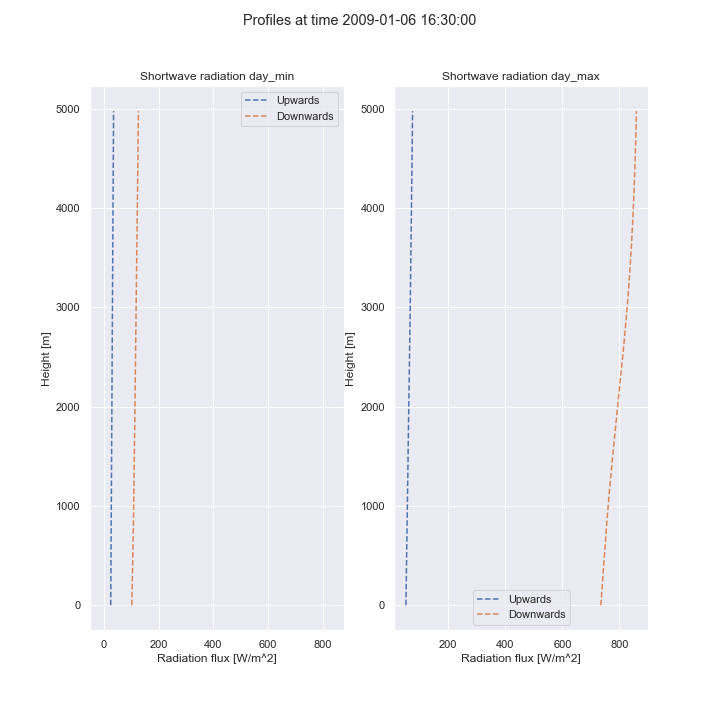 Profiles at time 2009-01-06 16:30:00
Shortwave radiation day_min
Upwards
Downwards
5000
4000
3000
2000
1000
0
Height [m]
0 200 400 600 800
Radiation flux [W/m^2]
Shortwave radiation day_max
5000
4000
3000
2000
1000
0
Height [m]
Upwards
Downwards
200 400 600 800
Radiation flux [W/m^2]